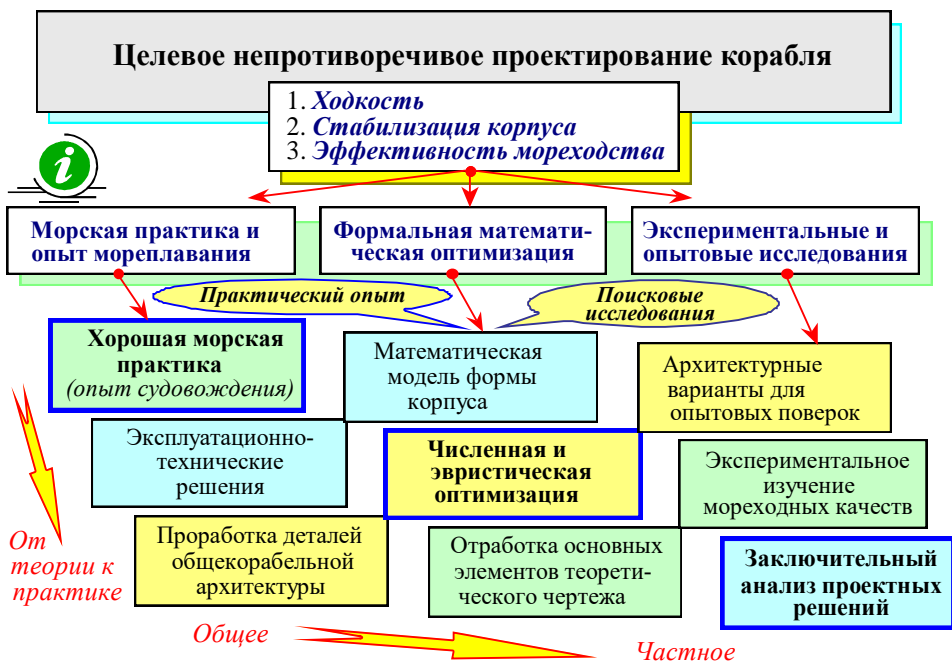 Целевое непротиворечивое проектирование корабля
1. Ходкость
2. Стабилизация корпуса
3. Эффективность мореходства
i
Морская практика и
опыт мореплавания
Формальная математи-
ческая оптимизация
Экспериментальные и
опытовые исследования
Практический опыт
Поисковые
исследования
Хорошая морская
практика
(опыт судовождения)
Математическая
модель формы
корпуса
Архитектурные
варианты для
опытовых поверок
Эксплуатационно-
технические
решения
Численная и
эвристическая
оптимизация
Экспериментальное
изучение
мореходных качеств
Проработка деталей
общекорабельной
архитектуры
Отработка основных
элементов теорети-
ческого чертежа
Заключительный
анализ проектных
решений
От
теории к
практике
Общее
Частное